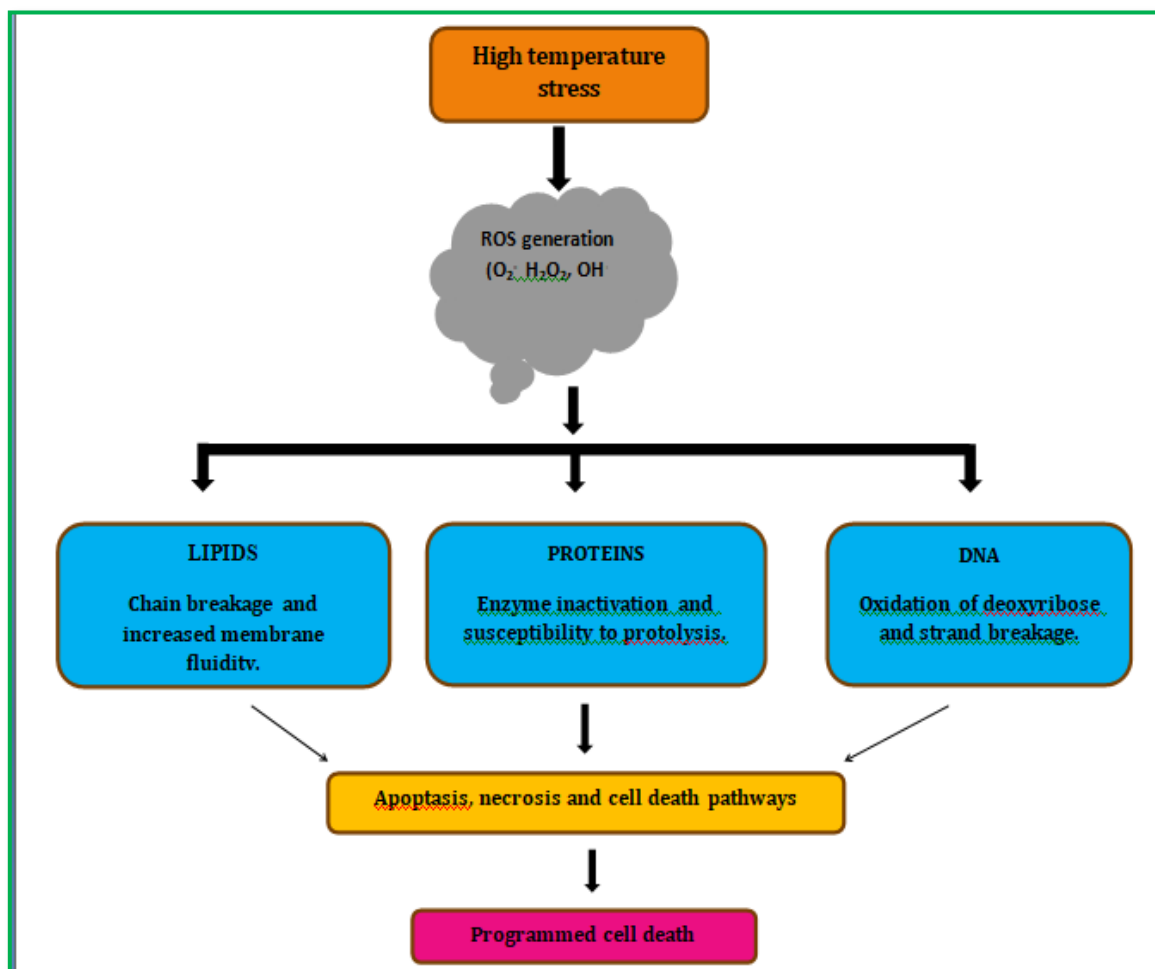 High temperature
stress
ROS generation
(O₂⁻ H₂O₂, OH⁻
LIPIDS
Chain breakage and
increased membrane
fluidity.
PROTEINS
Enzyme inactivation and
susceptibility to protolysis.
DNA
Oxidation of deoxyribose
and strand breakage.
Apoptasis, necrosis and cell death pathways
Programmed cell death